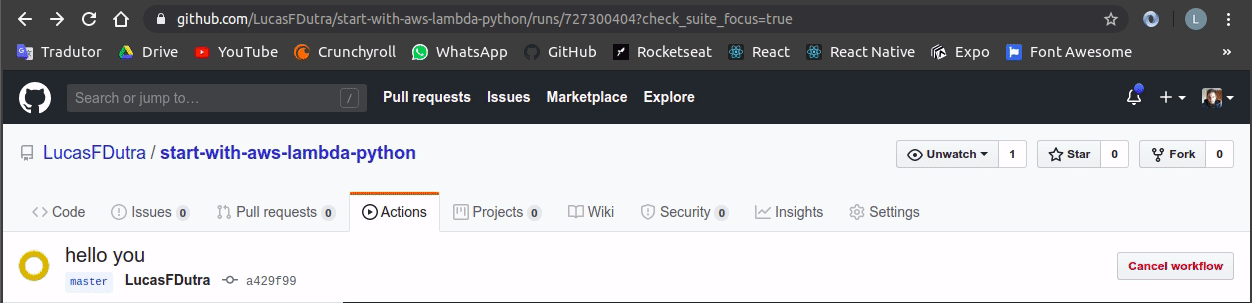 github.com/LucasFDutra/start-with-aws-lambda-python/runs/727300404?check_suite_focus=true L
Tradutor Drive YouTube Crunchyroll WhatsApp GitHub Rocketseat React React Native Expo Font Awesome »
Search or jump to… / Pull requests Issues Marketplace Explore
LucasFDutra / start-with-aws-lambda-python Unwatch 1 Star 0 Fork 0
Code Issues 0 Pull requests 0 Actions Projects 0 Wiki Security 0 Insights Settings
hello you
Cancel workflow
master LucasFDutra a429f99